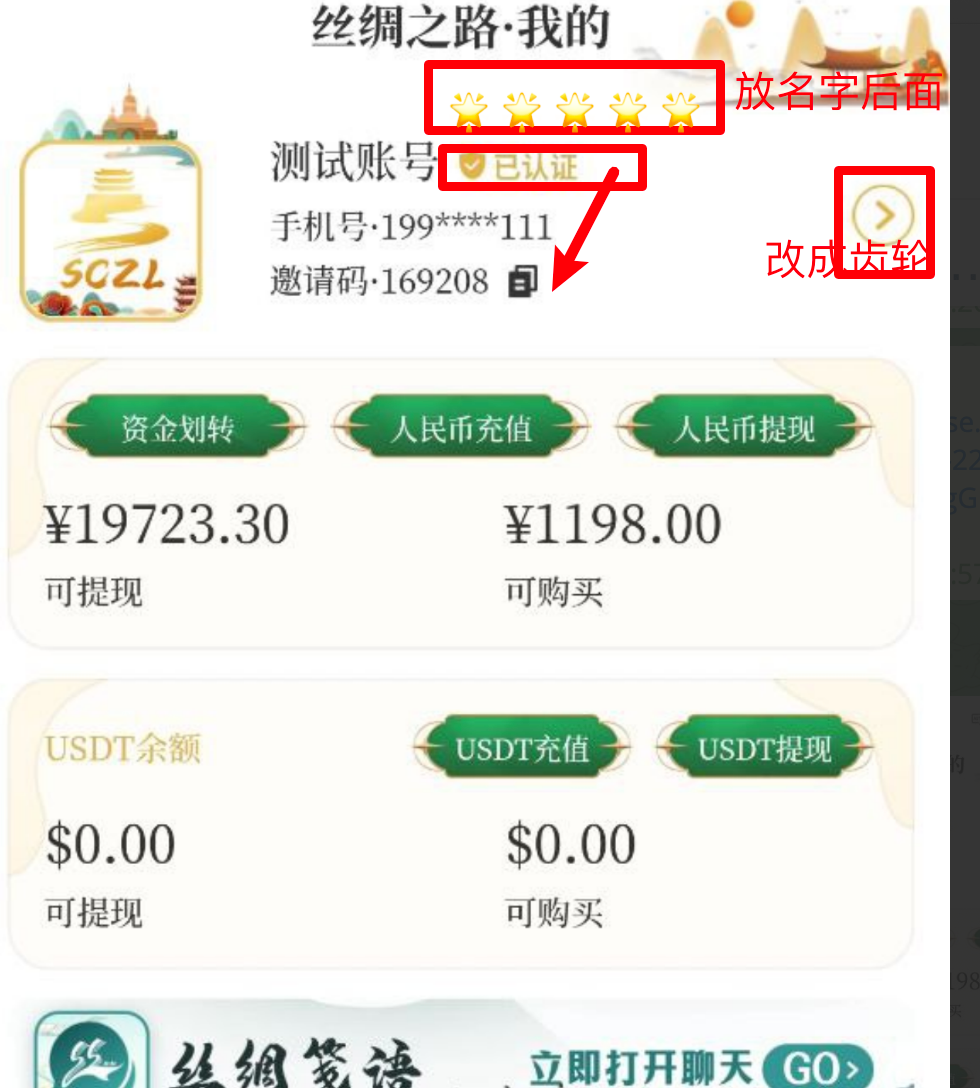 丝绸之路·我的
放名字后面
测试账号 已认证
手机号·199****111
改成齿轮
邀请码·169208
SCZL
资金划转 人民币充值 人民币提现
¥19723.30 ¥1198.00
可提现 可购买
USDT余额 USDT充值 USDT提现
$0.00 $0.00
可提现 可购买
丝绸笺语 立即打开聊天 GO>